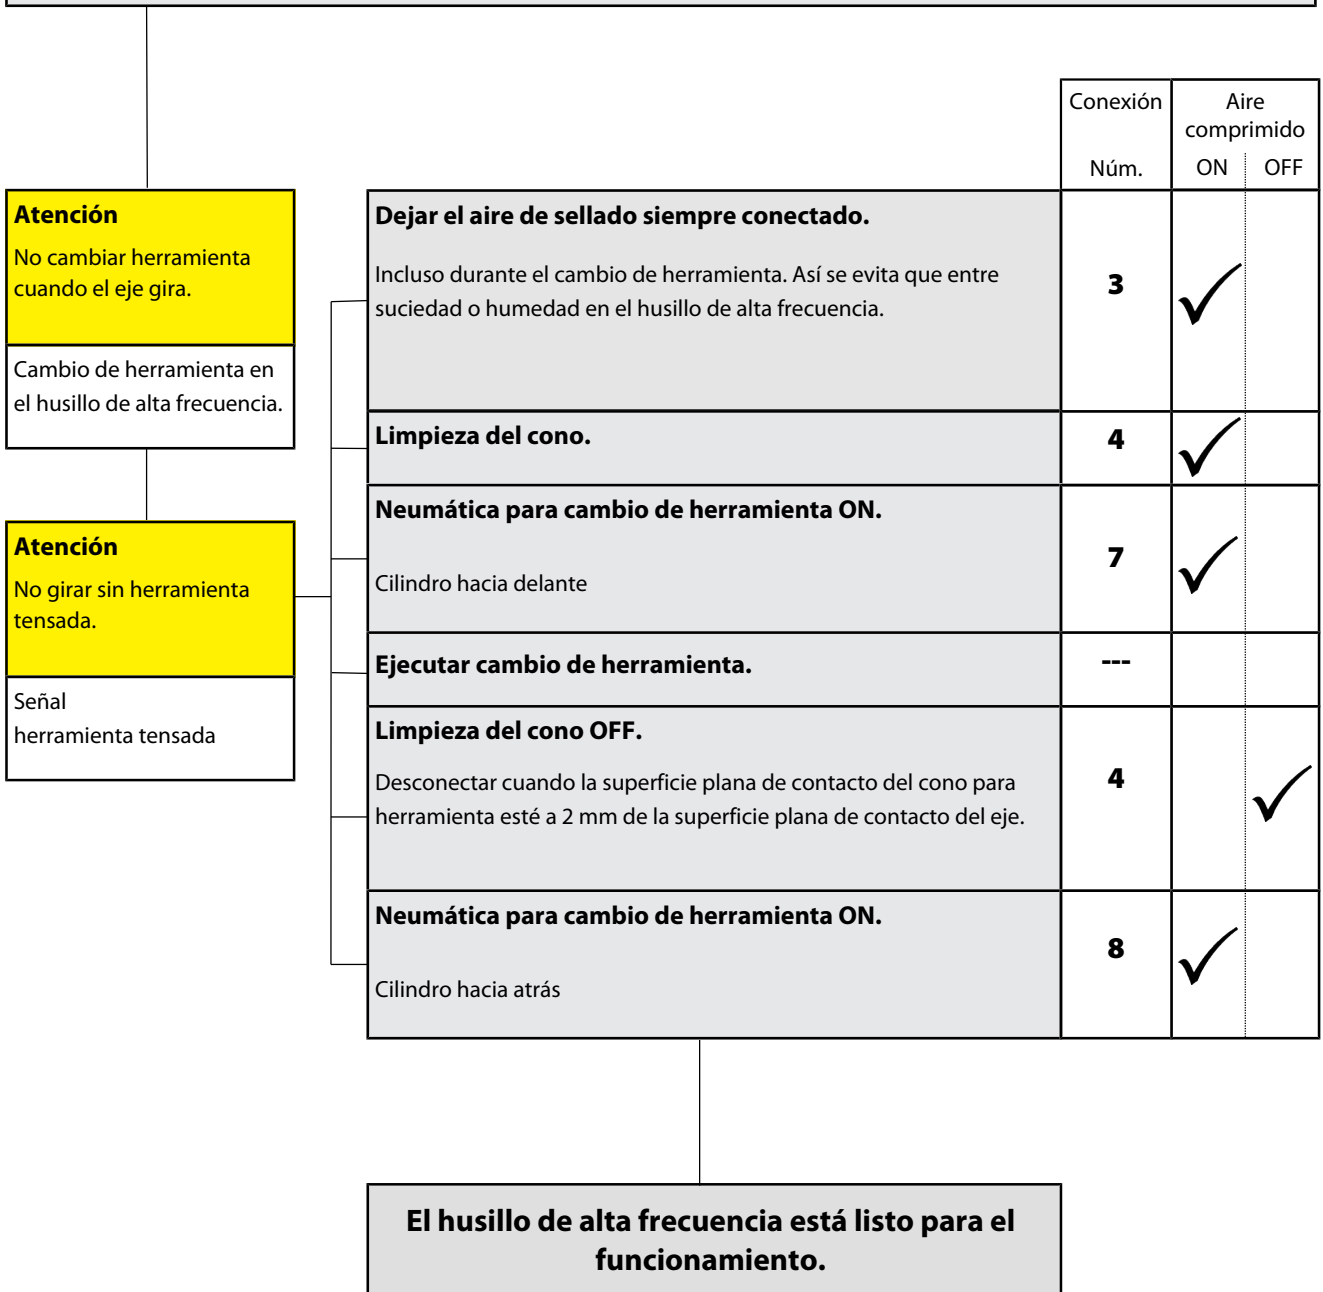 Conexión
Núm.
Aire
comprimido
ON
OFF
Atención
No cambiar herramienta
cuando el eje gira.
Cambio de herramienta en
el husillo de alta frecuencia.
Atención
No girar sin herramienta
tensada.
Señal
herramienta tensada
Dejar el aire de sellado siempre conectado.
Incluso durante el cambio de herramienta. Así se evita que entre
suciedad o humedad en el husillo de alta frecuencia.
3
Limpieza del cono.
4
Neumática para cambio de herramienta ON.
Cilindro hacia delante
7
Ejecutar cambio de herramienta.
---
Limpieza del cono OFF.
Desconectar cuando la superficie plana de contacto del cono para
herramienta esté a 2 mm de la superficie plana de contacto del eje.
4
Neumática para cambio de herramienta ON.
Cilindro hacia atrás
8
El husillo de alta frecuencia está listo para el
funcionamiento.